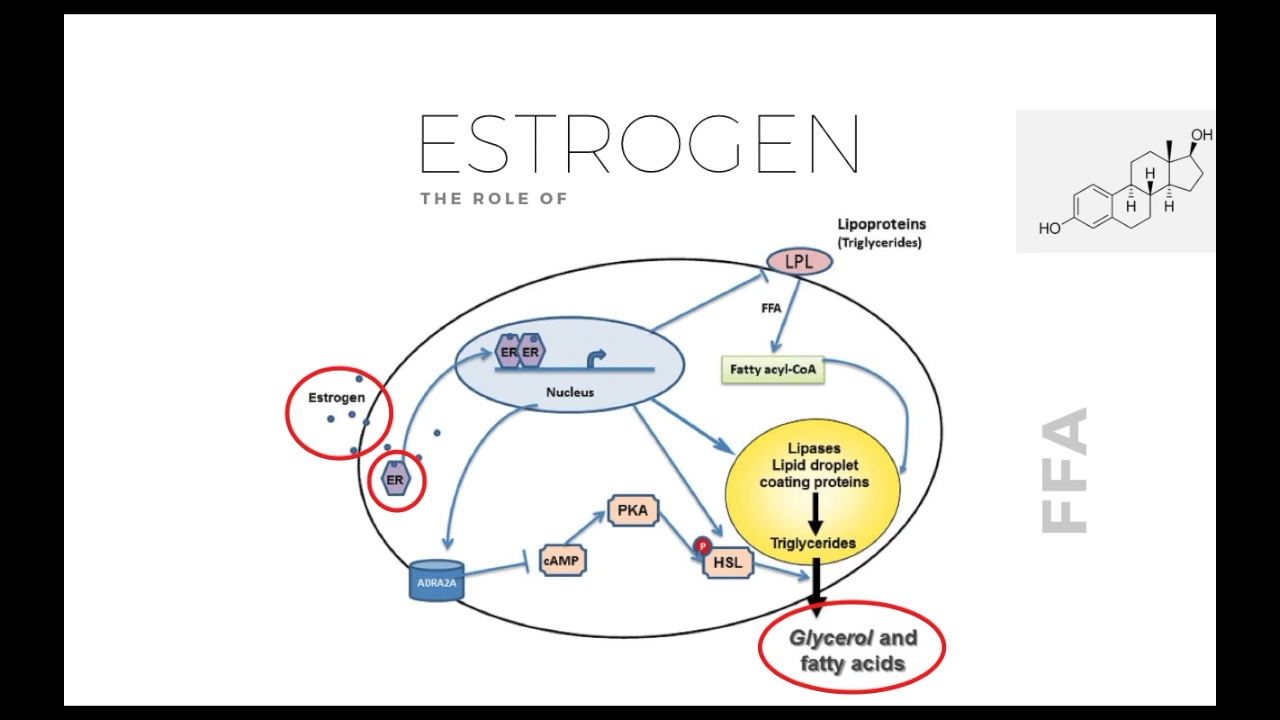 ESTROGEN
THE ROLE OF
OH
H
H
H
HO
Lipoproteins
(Triglycerides)
LPL
FFA
ER
ER
Fatty acyl-CoA
Nucleus
Estrogen
ER
Lipases
Lipid droplet
coating proteins
Triglycerides
PKA
P
HSL
cAMP
ADRA2A
Glycerol and
fatty acids
FFA